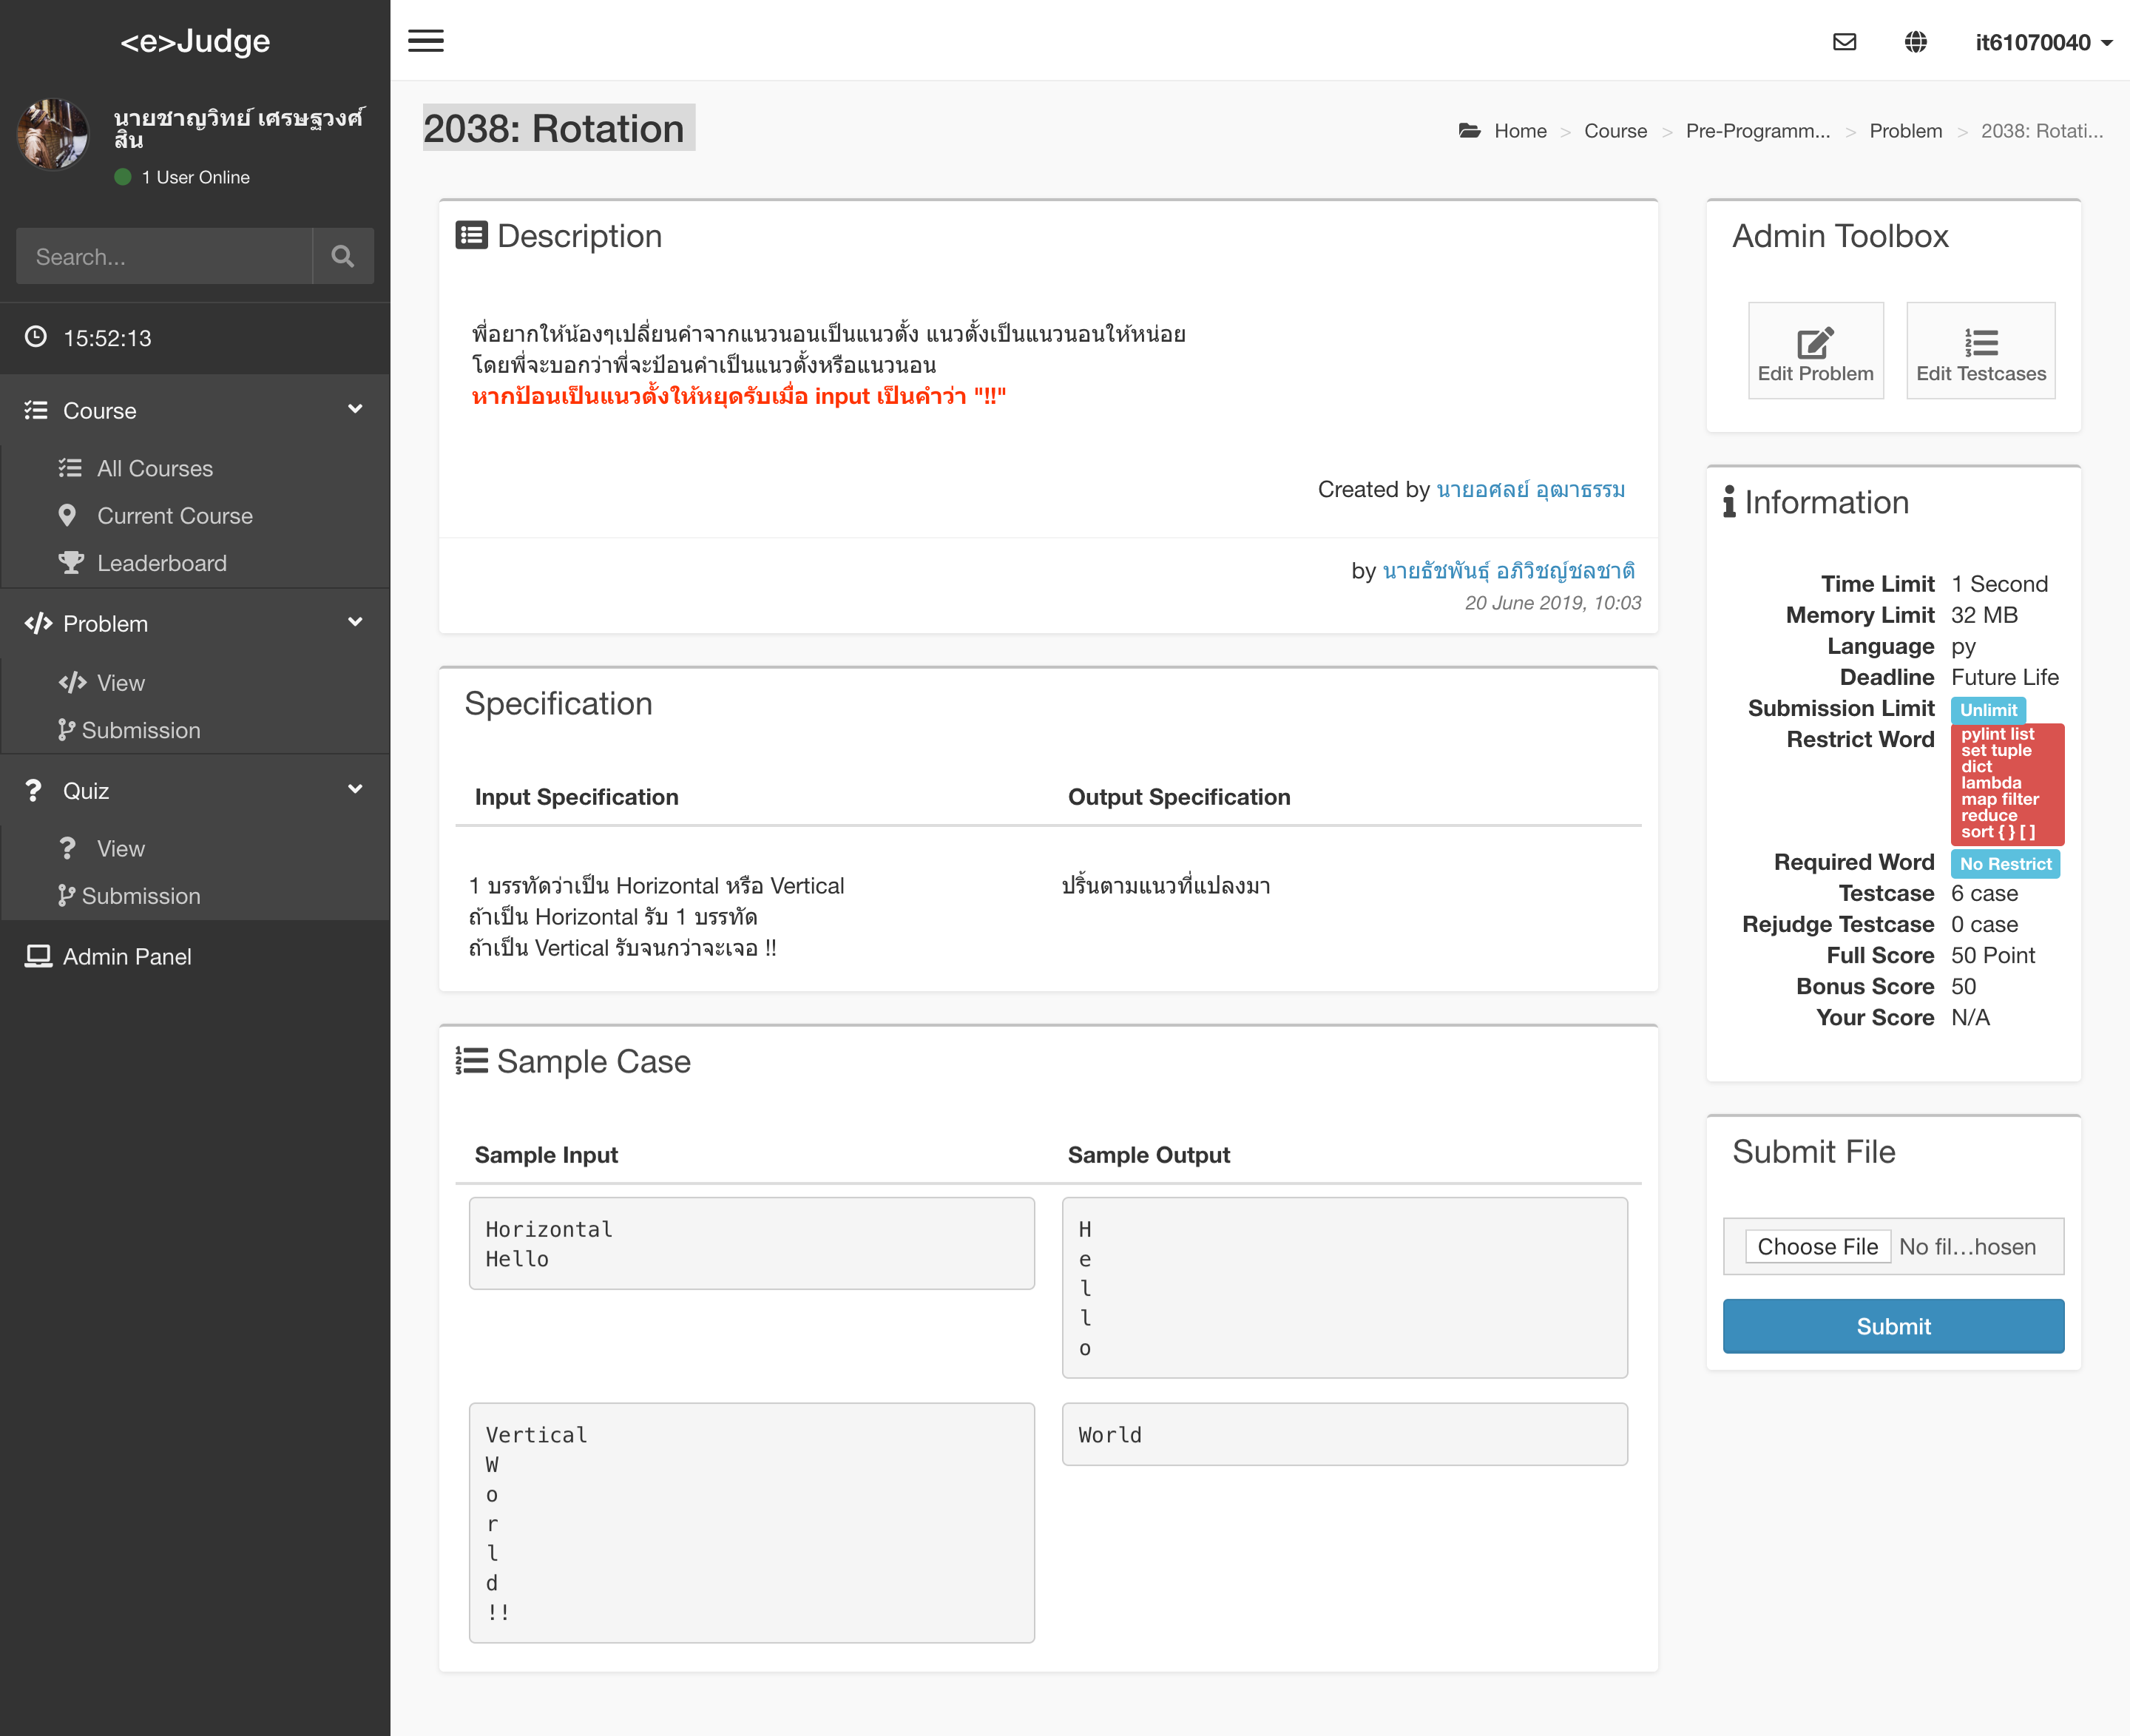 <e>Judge
it61070040
นายชาญวิทย์ เศรษฐวงศ์
สิน
1 User Online
Search...
15:52:13
Course
All Courses
Current Course
Leaderboard
Problem
View
Submission
Quiz
View
Submission
Admin Panel
2038: Rotation
Home > Course > Pre-Programm... > Problem > 2038: Rotati...
Description
พี่อยากให้น้องๆเปลี่ยนคำจากแนวนอนเป็นแนวตั้ง แนวตั้งเป็นแนวนอนให้หน่อย
โดยพี่จะบอกว่าพี่จะป้อนคำเป็นแนวตั้งหรือแนวนอน
หากป้อนเป็นแนวตั้งให้หยุดรับเมื่อ input เป็นคำว่า "!!"
Created by นายอศลย์ อุฒาธรรม
by นายธัชพันธุ์ อภิวิชญ์ชลชาติ
20 June 2019, 10:03
Specification
Input Specification
Output Specification
1 บรรทัดว่าเป็น Horizontal หรือ Vertical
ถ้าเป็น Horizontal รับ 1 บรรทัด
ถ้าเป็น Vertical รับจนกว่าจะเจอ !!
ปริ้นตามแนวที่แปลงมา
Sample Case
Sample Input
Sample Output
Horizontal
Hello
H
e
l
l
o
Vertical
W
o
r
l
d
!!
World
Admin Toolbox
Edit Problem
Edit Testcases
Information
Time Limit 1 Second
Memory Limit 32 MB
Language py
Deadline Future Life
Submission Limit Unlimit
Restrict Word pylint list
set tuple
dict
lambda
map filter
reduce
sort { } [ ]
Required Word No Restrict
Testcase 6 case
Rejudge Testcase 0 case
Full Score 50 Point
Bonus Score 50
Your Score N/A
Submit File
Choose File No fil...hosen
Submit